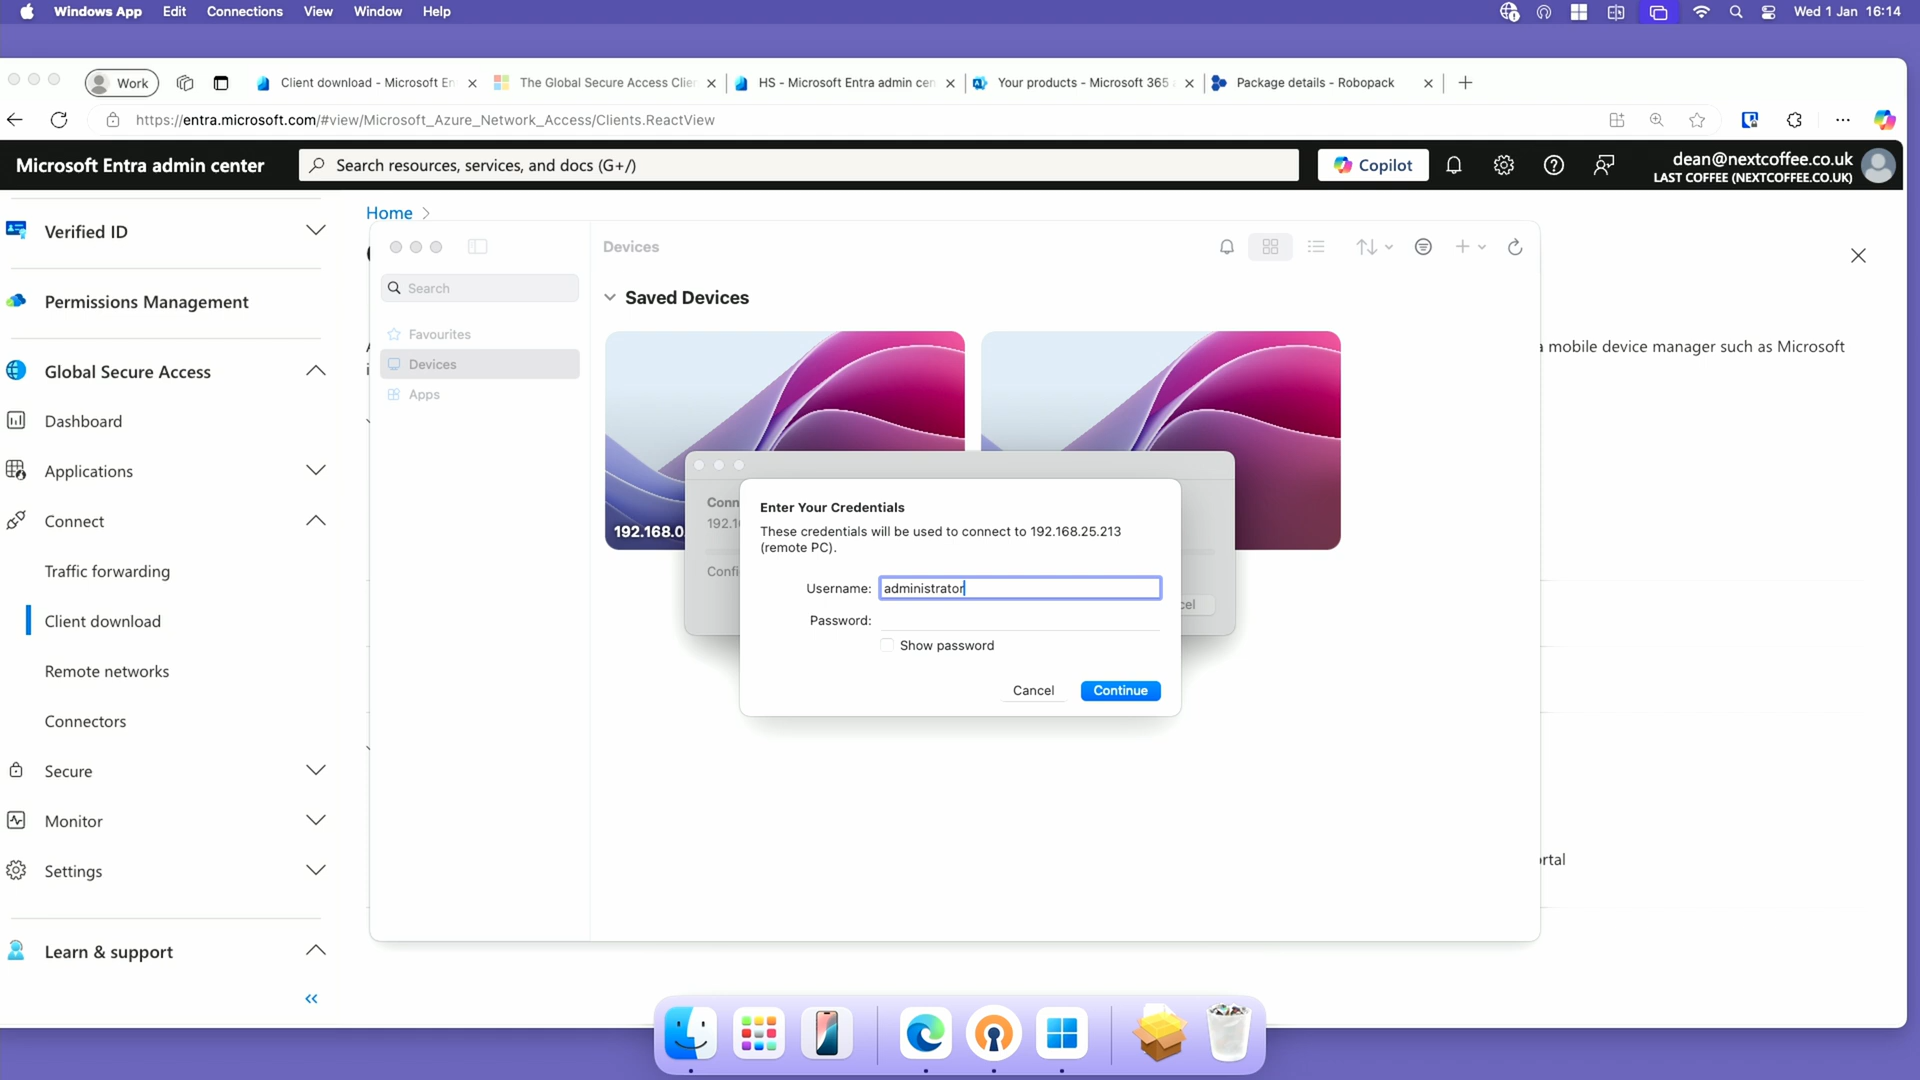 Windows App Edit Connections View Window Help Wed 1 Jan 16:14
Work Client download - Microsoft En The Global Secure Access Clie HS - Microsoft Entra admin cen Your products - Microsoft 365 Package details - Robopack
https://entra.microsoft.com/#view/Microsoft_Azure_Network_Access/Clients.ReactView
Microsoft Entra admin center Search resources, services, and docs (G+/) Copilot dean@nextcoffee.co.uk
LAST COFFEE (NEXTCOFFEE.CO.UK)
Verified ID
Permissions Management
Global Secure Access
Dashboard
Applications
Connect
Traffic forwarding
Client download
Remote networks
Connectors
Secure
Monitor
Settings
Learn & support
Home
a mobile device manager such as Microsoft
rtal
Search
Favourites
Devices
Apps
Devices
Saved Devices
192.168.0
Conn
192.1
Confi
cel
Enter Your Credentials
These credentials will be used to connect to 192.168.25.213
(remote PC).
Username: administrator
Password:
Show password
Cancel Continue